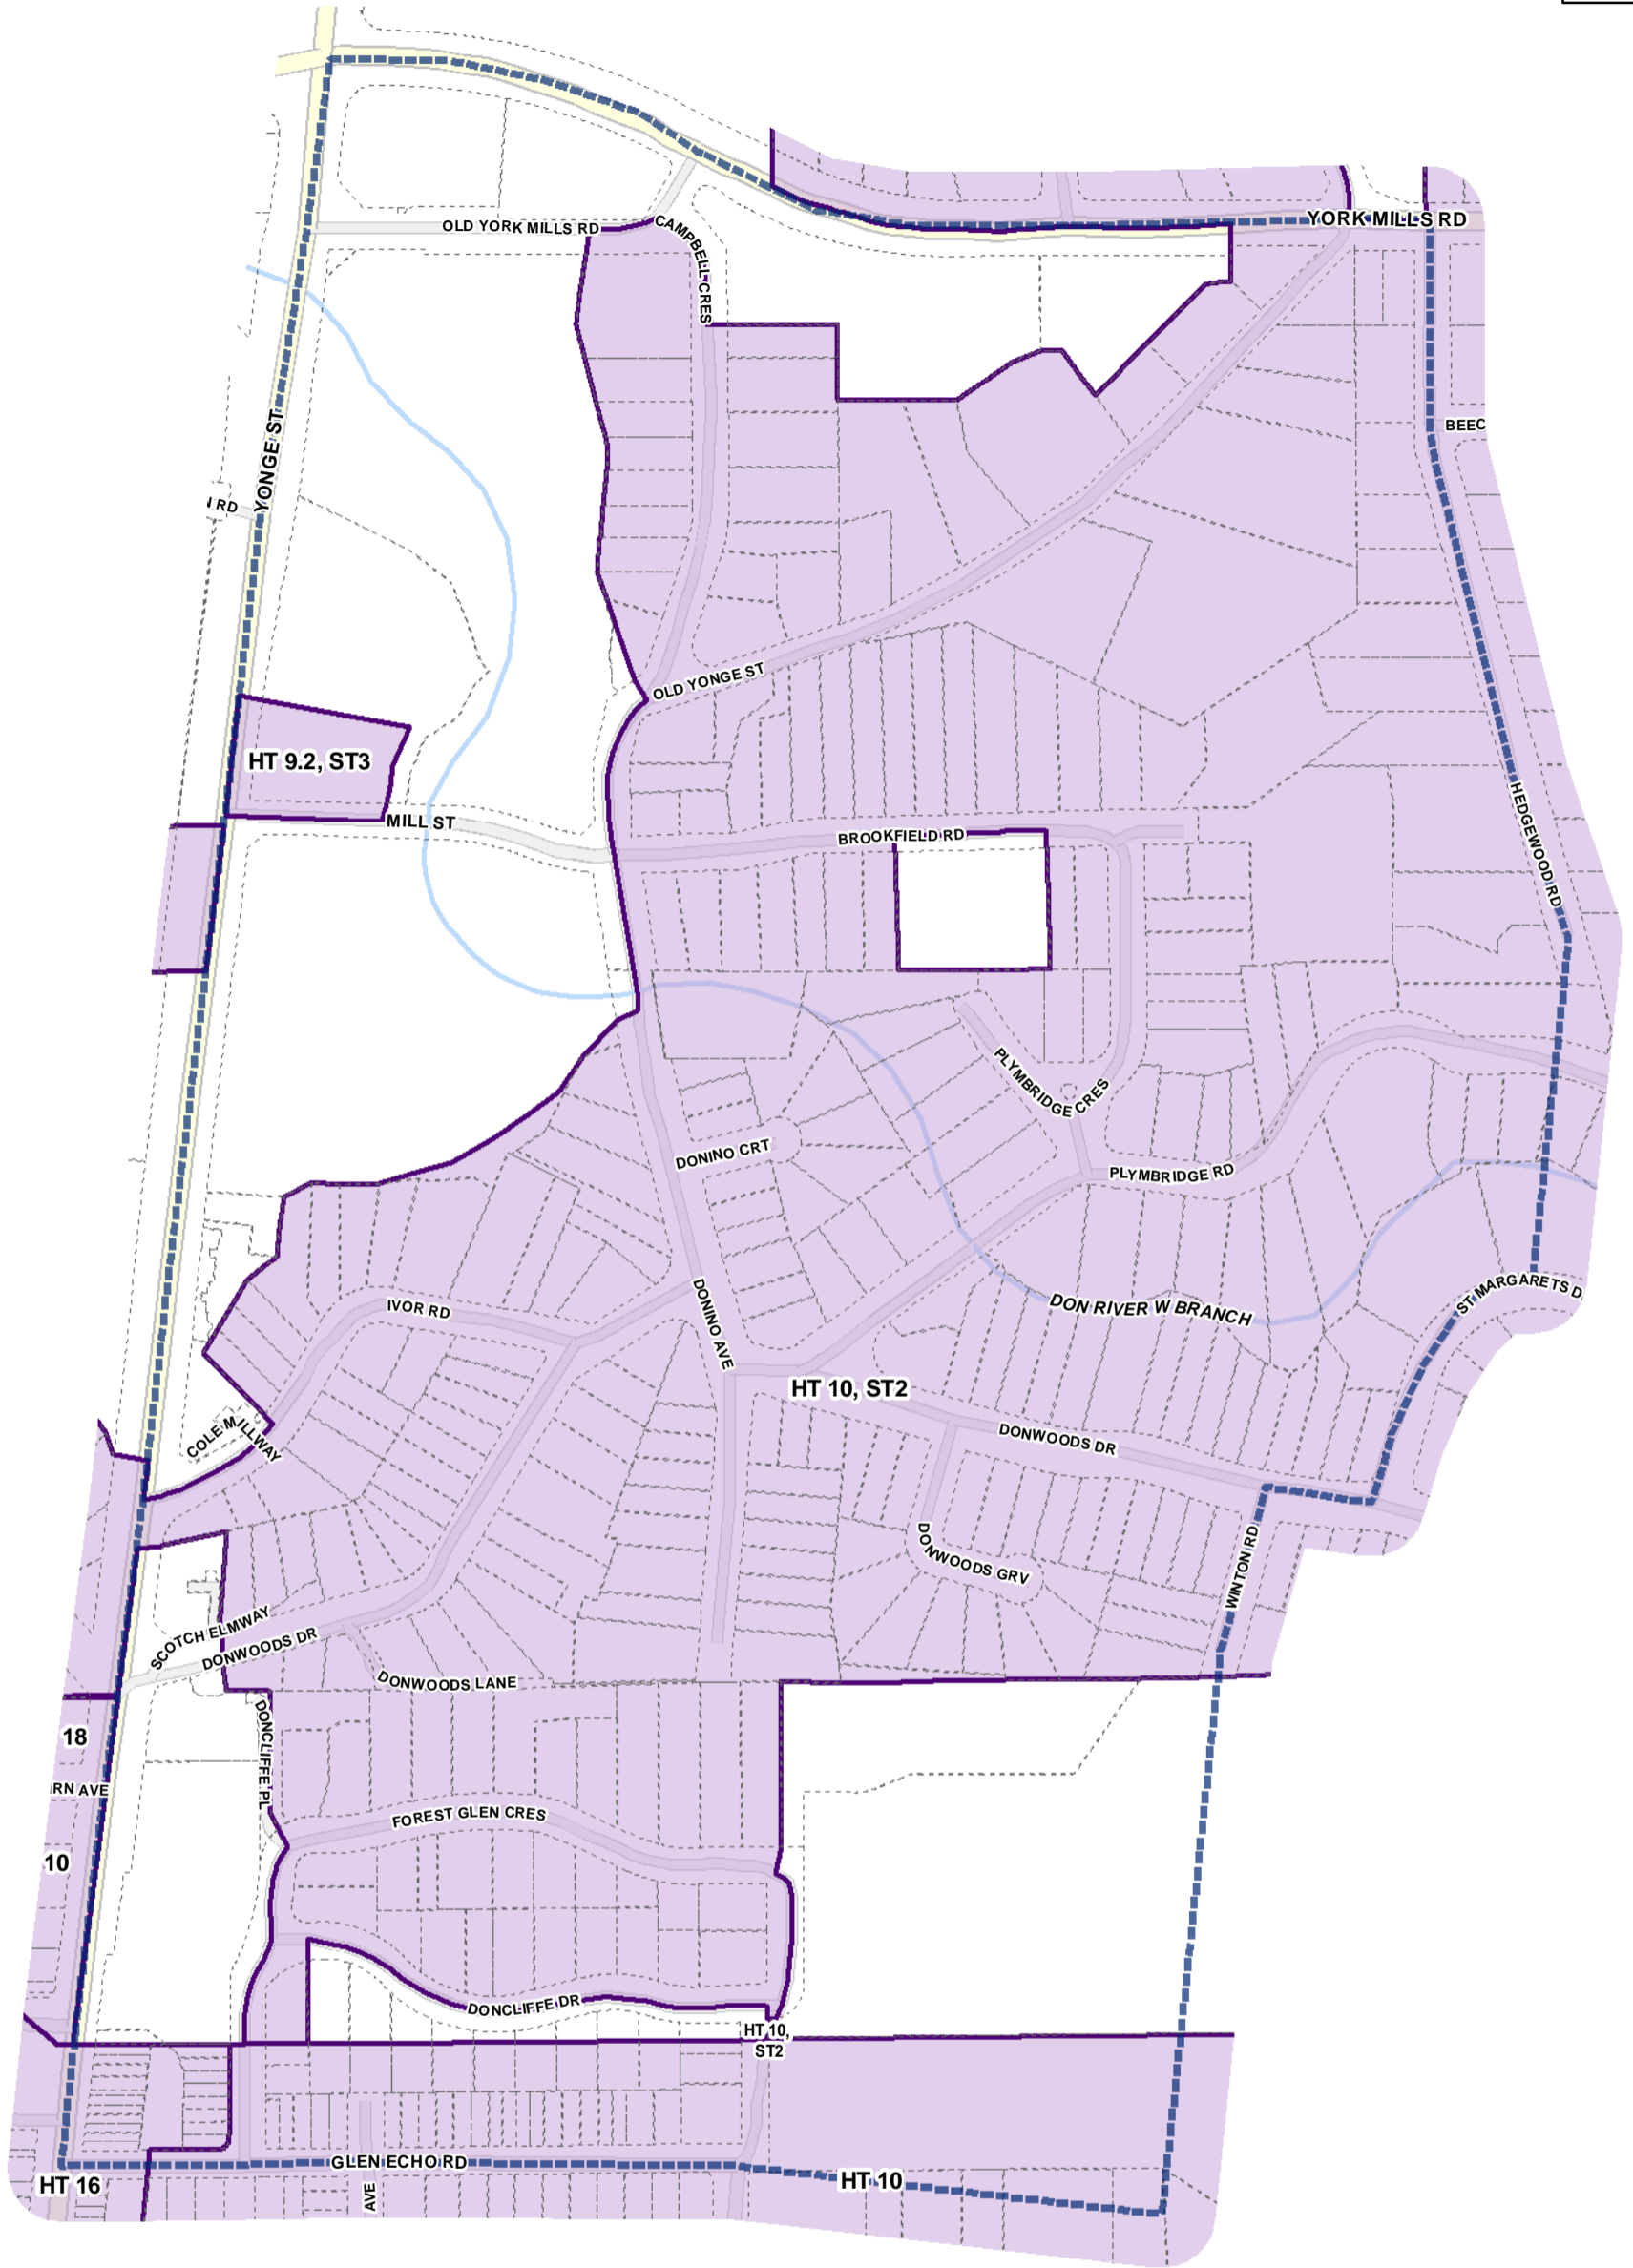 OLD YORK MILLS RD
CAMPBELL CRES
YORK MILLS RD
BEEC
YONGE ST
N RD
OLD YONGE ST
HT 9.2, ST3
MILL ST
BROOKFIELD RD
HEDGEWOOD RD
PLYMBRIDGE CRES
DONINO CRT
PLYMBRIDGE RD
ST MARGARETS D
IVOR RD
DONINO AVE
DON RIVER W BRANCH
HT 10, ST2
COLE MILLWAY
DONWOODS DR
DONWOODS GRV
WINTON RD
SCOTCH ELMWAY
DONWOODS DR
DONWOODS LANE
DONCLIFFE PL
18
RN AVE
FOREST GLEN CRES
10
DONCLIFFE DR
HT 10,
ST2
GLEN ECHO RD
HT 16
AVE
HT 10